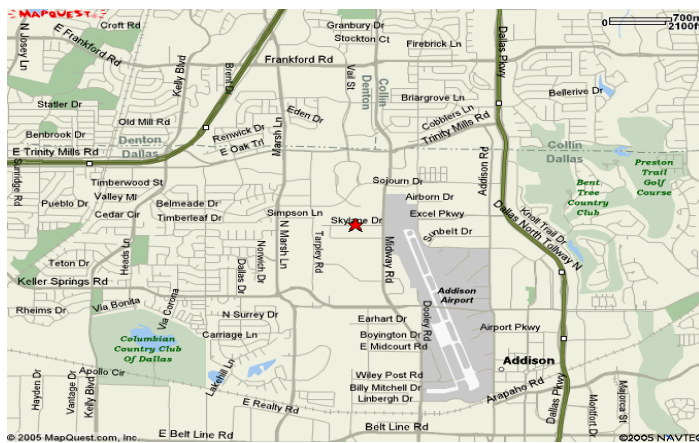 MAPQUEST
Croft Rd
Granbury Dr
Stockton Ct
Firebrick Ln
0
700m
2100ft
N Josey Ln
E Frankford Rd
Frankford Rd
Kelly Blvd
Brent Dr
Vail St
Denton
Collin
Dallas Pkwy
Bellerive Dr
Statler Dr
Old Mill Rd
Eden Dr
Marsh Ln
Briargrove Ln
Cobblers Ln
Trinity Mills Rd
Benbrook Dr
Denton
Dallas
Renwick Dr
E Oak Trl
E Trinity Mills Rd
Collin
Dallas
Addison Rd
Preston
Trail
Golf
Course
Timberwood St
Valley Ml
Pueblo Dr
Cedar Cir
Belmeade Dr
Timberleaf Dr
Simpson Ln
Skylane Dr
Sojourn Dr
Airborn Dr
Excel Pkwy
Sunbelt Dr
Bent
Tree
Country
Club
Knoll Trail Dr
Dallas North Tollway N
Surridge Rd
Teton Dr
Heads Ln
Keller Springs Rd
Dallas Dr
Norwich Dr
N Marsh Ln
Tarpley Rd
Midway Rd
Addison
Airport
Dooley Rd
Rheims Dr
Via Bonita
Via Corona
N Surrey Dr
Carriage Ln
Earhart Dr
Boyington Dr
E Midcourt Rd
Airport Pkwy
Columbian
Country Club
Of Dallas
Addison
Apollo Cir
Lakehill Ln
Wiley Post Rd
Billy Mitchell Dr
Linbergh Dr
Arapaho Rd
Hayden Dr
Vantage Dr
Kelly Blvd
E Realty Rd
Dallas Pkwy
Montfort Dr
Majorca St
E Belt Line Rd
Belt Line Rd
© 2005 MapQuest.com, Inc.
©2005 NAVTEQ